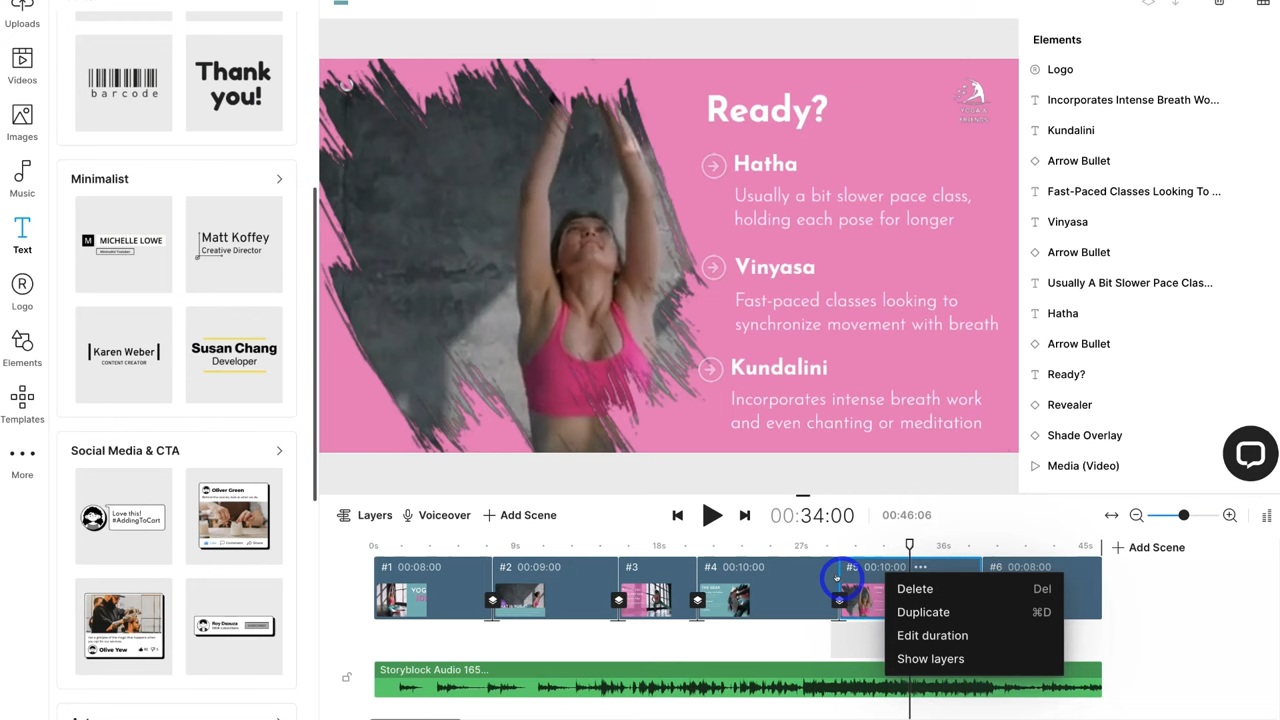 Uploads
Videos
Images
Music
Text
Logo
Elements
Templates
More
barcode
Thank
you!
Minimalist
M MICHELLE LOWE
Matt Koffey
Creative Director
Karen Weber
CONTENT CREATOR
Susan Chang
Developer
Social Media & CTA
Love this!
#AddingToCart
Oliver Green
Olive Yew
Roy Dsouza
Ready?
YOGA &
FRIENDS
Hatha
Usually a bit slower pace class,
holding each pose for longer
Vinyasa
Fast-paced classes looking to
synchronize movement with breath
Kundalini
Incorporates intense breath work
and even chanting or meditation
Elements
Logo
Incorporates Intense Breath Wo...
Kundalini
Arrow Bullet
Fast-Paced Classes Looking To ...
Vinyasa
Arrow Bullet
Usually A Bit Slower Pace Clas...
Hatha
Arrow Bullet
Ready?
Revealer
Shade Overlay
Media (Video)
Layers Voiceover Add Scene 00:34:00 00:46:06
0s 9s 18s 27s 36s 45s
Add Scene
#1 00:08:00 #2 00:09:00 #3 #4 00:10:00 #5 00:10:00 ... #6 00:08:00
Delete Del
Duplicate ⌘D
Edit duration
Show layers
Storyblock Audio 165...